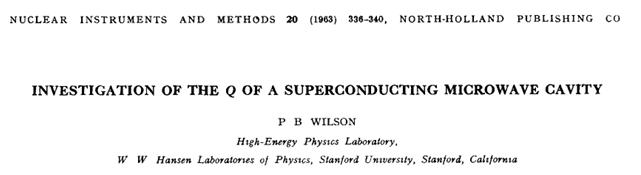 NUCLEAR INSTRUMENTS AND METHODS 20 (1963) 336-340, NORTH-HOLLAND PUBLISHING CO
INVESTIGATION OF THE Q OF A SUPERCONDUCTING MICROWAVE CAVITY
P B WILSON
High-Energy Physics Laboratory,
W W Hansen Laboratories of Physics, Stanford University, Stanford, California